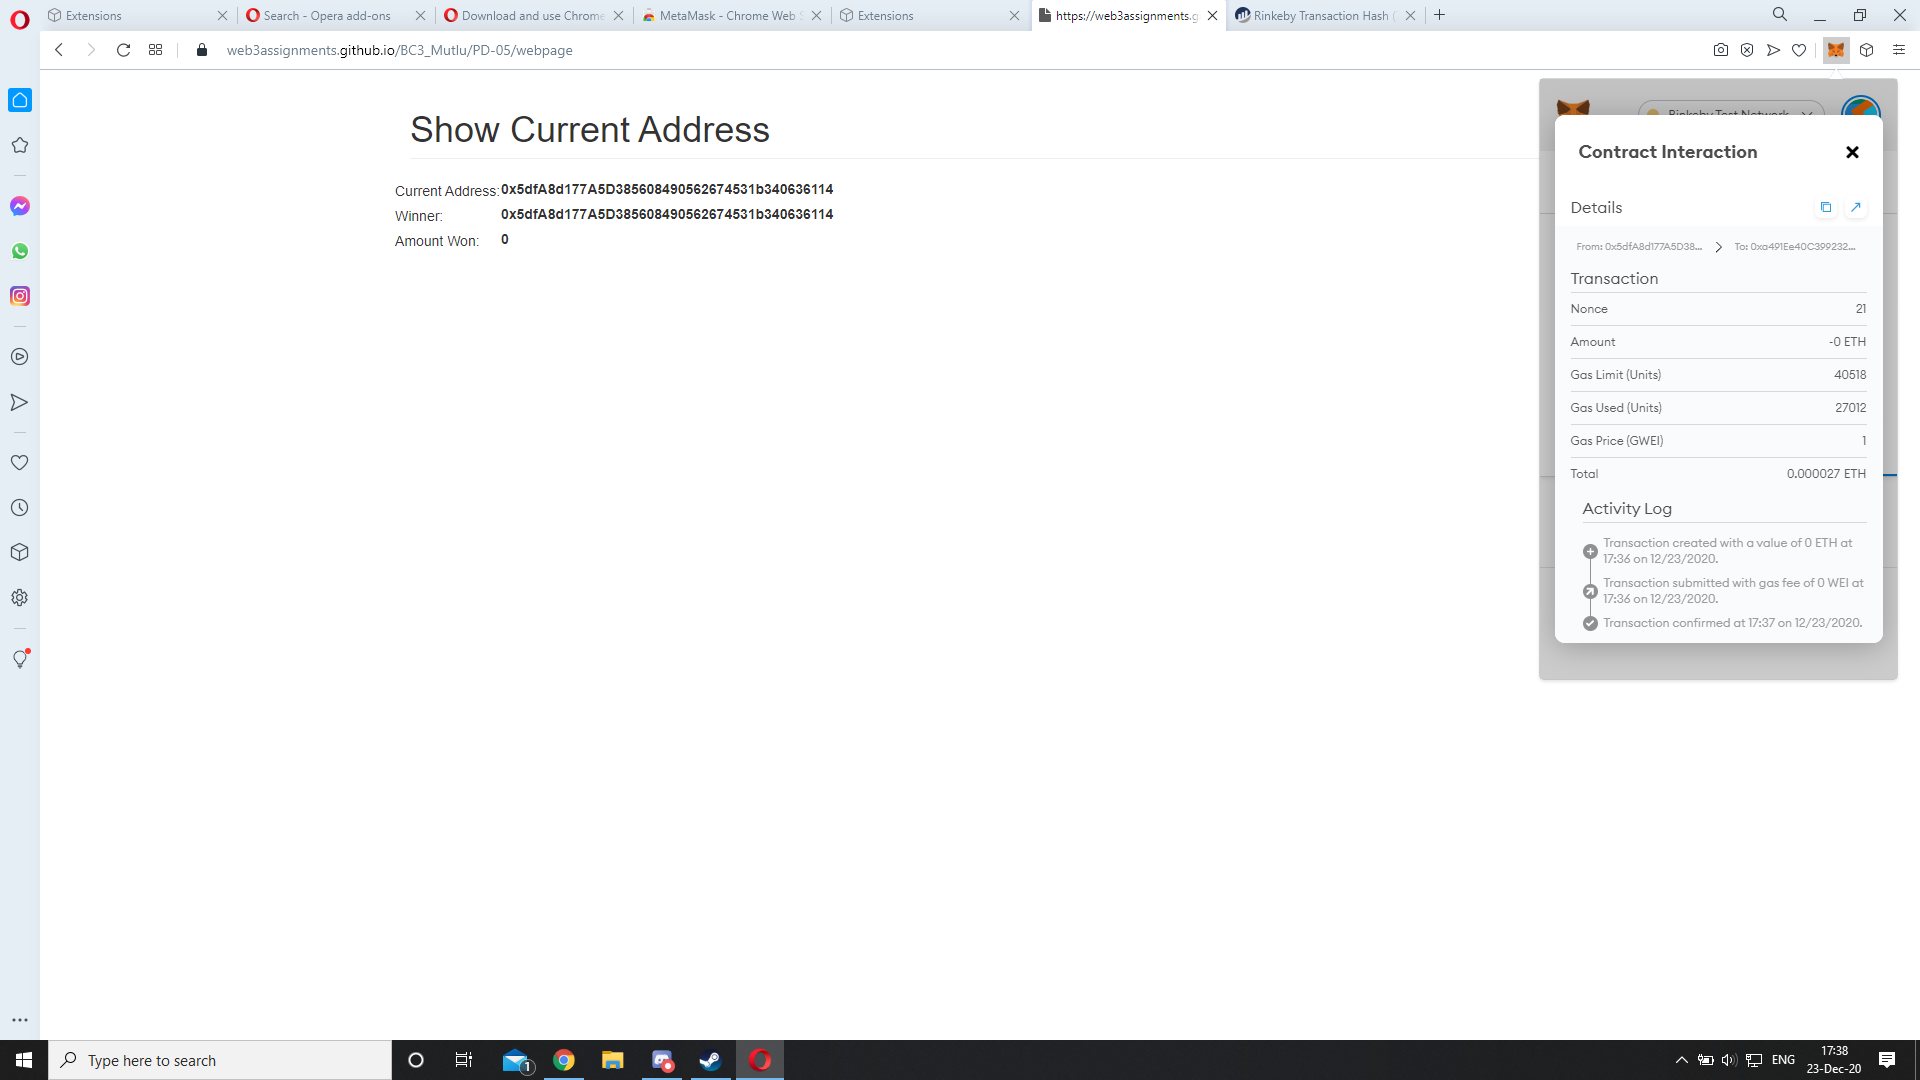 Extensions
Search - Opera add-ons
Download and use Chrome
MetaMask - Chrome Web S
Extensions
https://web3assignments.g
Rinkeby Transaction Hash (
web3assignments.github.io/BC3_Mutlu/PD-05/webpage
Show Current Address
Current Address: 0x5dfA8d177A5D385608490562674531b340636114
Winner: 0x5dfA8d177A5D385608490562674531b340636114
Amount Won: 0
Rinkeby Test Network
Contract Interaction
Details
From: 0x5dfA8d177A5D38... > To: 0xa491Ee40C399232...
Transaction
Nonce 21
Amount -0 ETH
Gas Limit (Units) 40518
Gas Used (Units) 27012
Gas Price (GWEI) 1
Total 0.000027 ETH
Activity Log
Transaction created with a value of 0 ETH at
17:36 on 12/23/2020.
Transaction submitted with gas fee of 0 WEI at
17:36 on 12/23/2020.
Transaction confirmed at 17:37 on 12/23/2020.
Type here to search
1
ENG
17:38
23-Dec-20